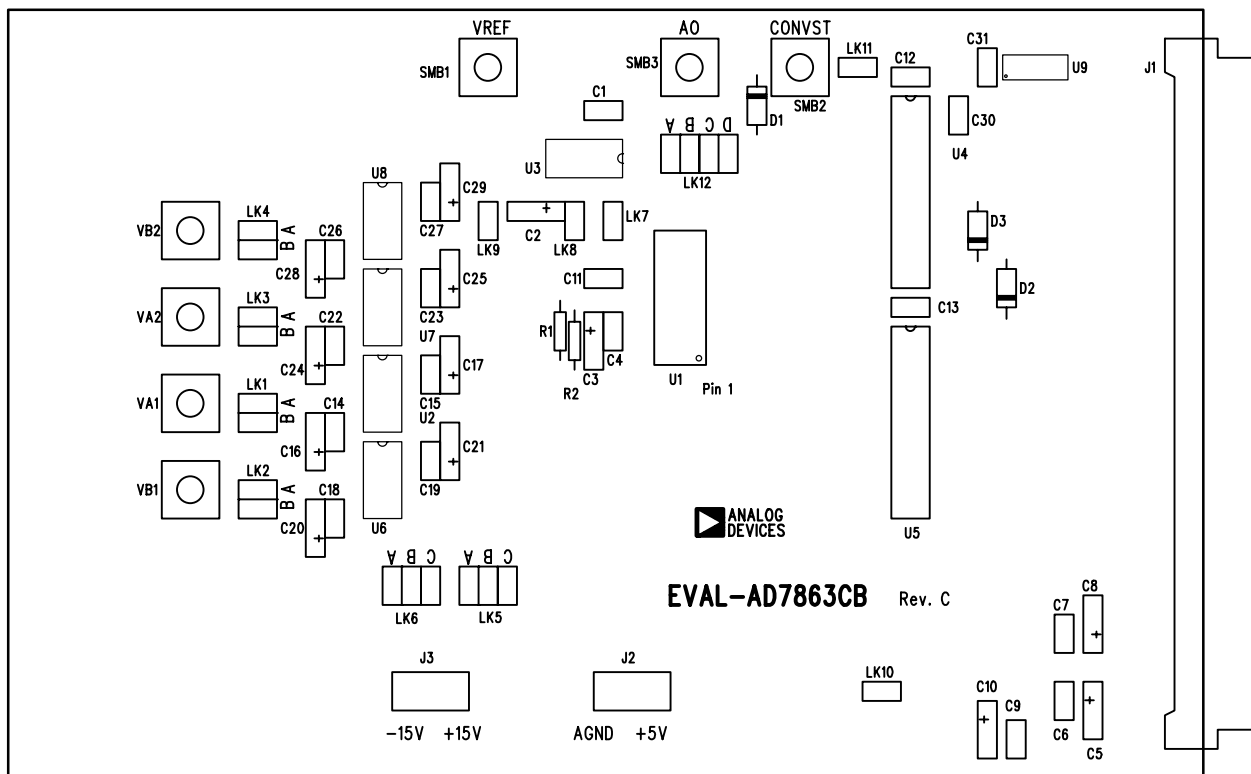 VREF
AO
CONVST
SMB1
SMB3
SMB2
LK11
C12
C31
U9
J1
C1
D1
C30
U4
A B C D
LK12
U3
U8
C29
C27
LK9
C2
LK8
LK7
D3
VB2
LK4
A
B
C26
C28
C25
C23
C11
D2
C13
VA2
LK3
A
B
C22
C24
U7
R1
R2
C3
C4
U1
Pin 1
C17
C15
VA1
LK1
A
B
C14
C16
U2
C21
C19
VB1
LK2
A
B
C18
C20
U6
U5
ANALOG
DEVICES
A B C
LK6
A B C
LK5
EVAL-AD7863CB Rev. C
C7
C8
J3
J2
LK10
C10
C9
C6
C5
-15V +15V
AGND +5V